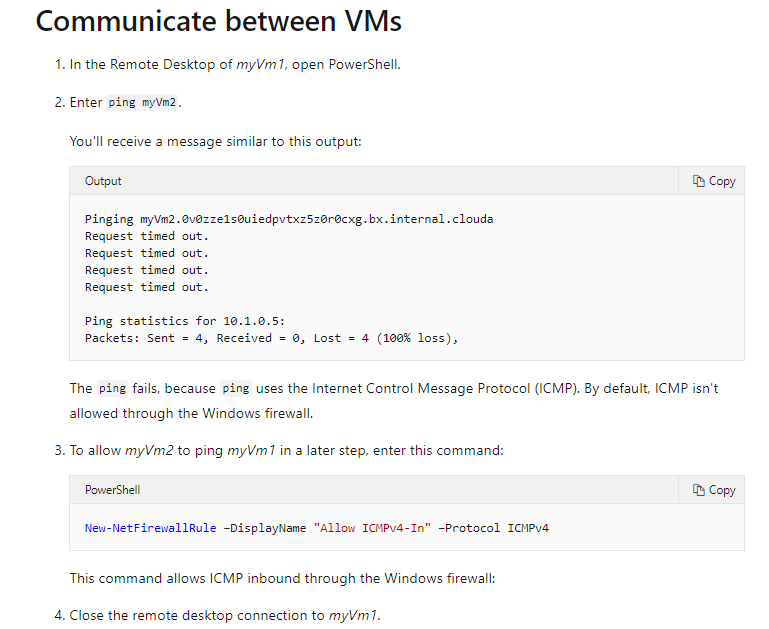 Communicate between VMs
1. In the Remote Desktop of myVm1, open PowerShell.
2. Enter ping myVm2.
You'll receive a message similar to this output:
Output Copy
Pinging myVm2.0v0zze1s0uiedpvtxz5z0r0cxg.bx.internal.clouda
Request timed out.
Request timed out.
Request timed out.
Request timed out.
Ping statistics for 10.1.0.5:
Packets: Sent = 4, Received = 0, Lost = 4 (100% loss),
The ping fails, because ping uses the Internet Control Message Protocol (ICMP). By default, ICMP isn't
allowed through the Windows firewall.
3. To allow myVm2 to ping myVm1 in a later step, enter this command:
PowerShell Copy
New-NetFirewallRule –DisplayName "Allow ICMPv4-In" –Protocol ICMPv4
This command allows ICMP inbound through the Windows firewall:
4. Close the remote desktop connection to myVm1.